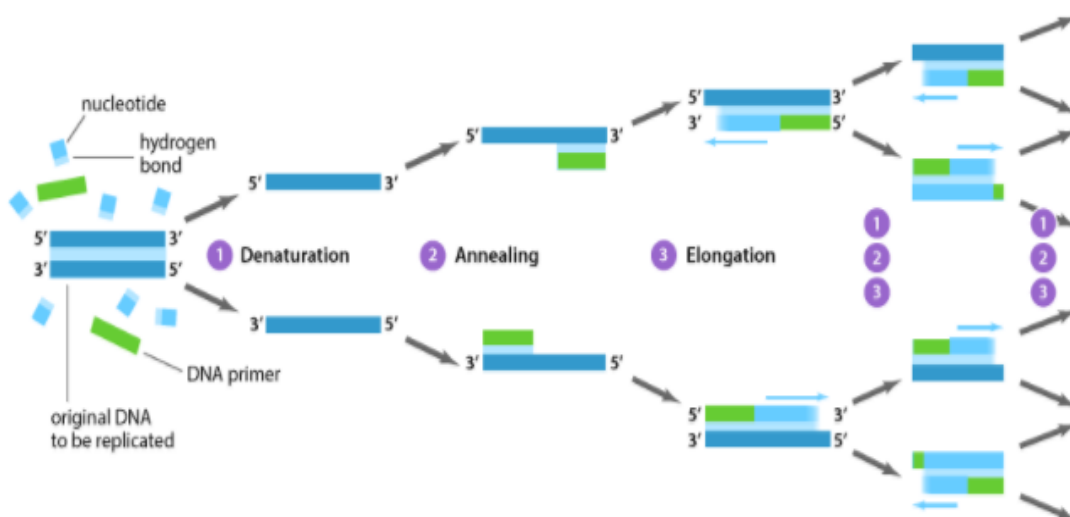 nucleotide
hydrogen
bond
5′ 3′
3′ 5′
DNA primer
original DNA
to be replicated
1 Denaturation
5′ 3′
3′ 5′
2 Annealing
5′ 3′
3′ 5′
3 Elongation
5′ 3′
3′ 5′
5′ 3′
3′ 5′
1
2
3
1
2
3